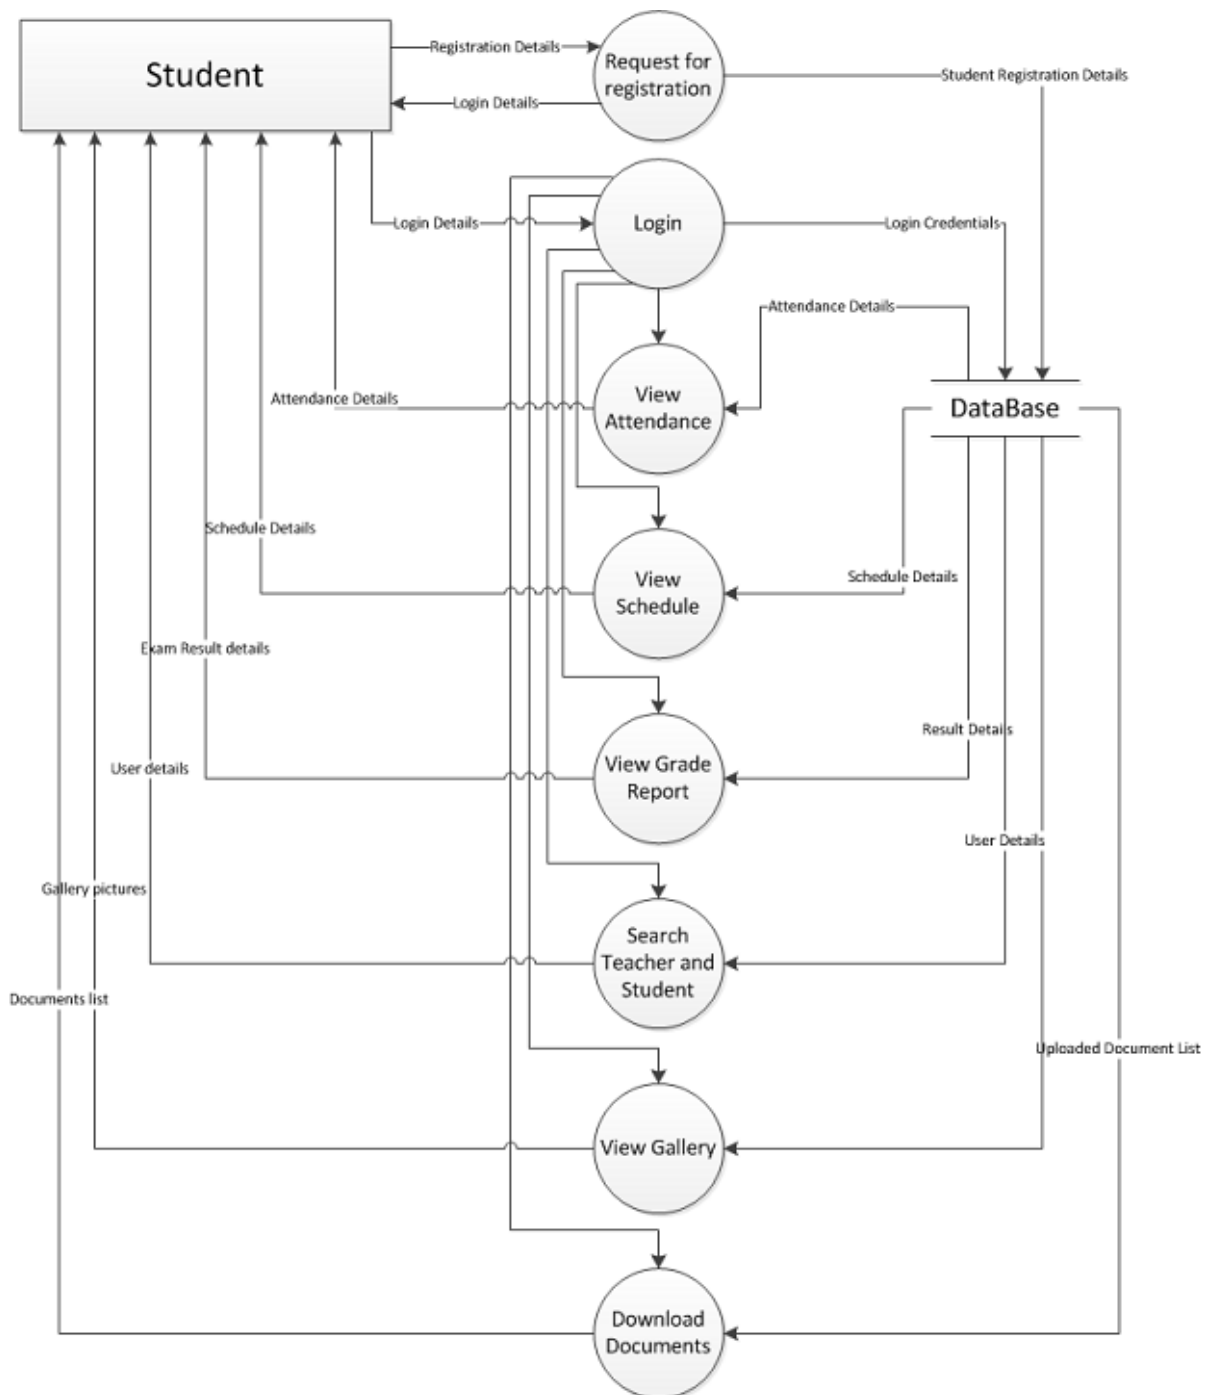 Student
Registration Details
Request for
registration
Student Registration Details
Login Details
Login Details
Login
Login Credentials
Attendance Details
Attendance Details
View
Attendance
DataBase
Schedule Details
View
Schedule
Schedule Details
Exam Result details
Result Details
User details
View Grade
Report
User Details
Gallery pictures
Search
Teacher and
Student
Documents list
Uploaded Document List
View Gallery
Download
Documents